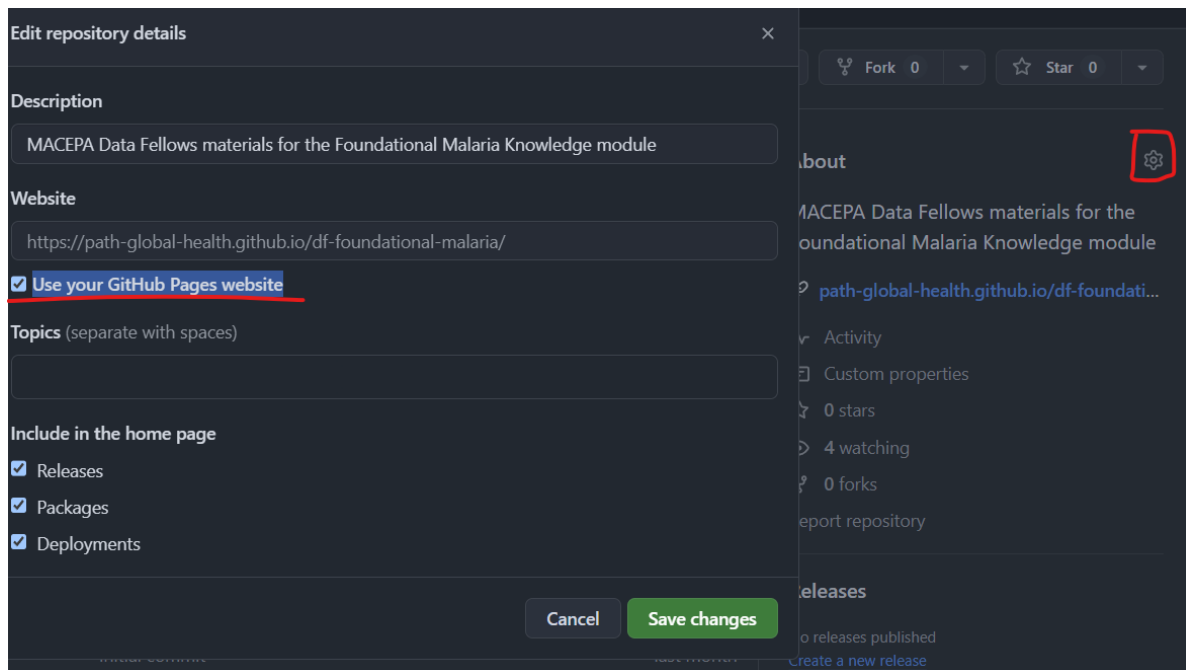 Edit repository details
Description
MACEPA Data Fellows materials for the Foundational Malaria Knowledge module
Website
https://path-global-health.github.io/df-foundational-malaria/
Use your GitHub Pages website
Topics (separate with spaces)
Include in the home page
Releases
Packages
Deployments
Cancel
Save changes
Fork 0
Star 0
bout
MACEPA Data Fellows materials for the
oundational Malaria Knowledge module
path-global-health.github.io/df-foundati...
Activity
Custom properties
0 stars
4 watching
0 forks
eport repository
eleases
o releases published
Create a new release